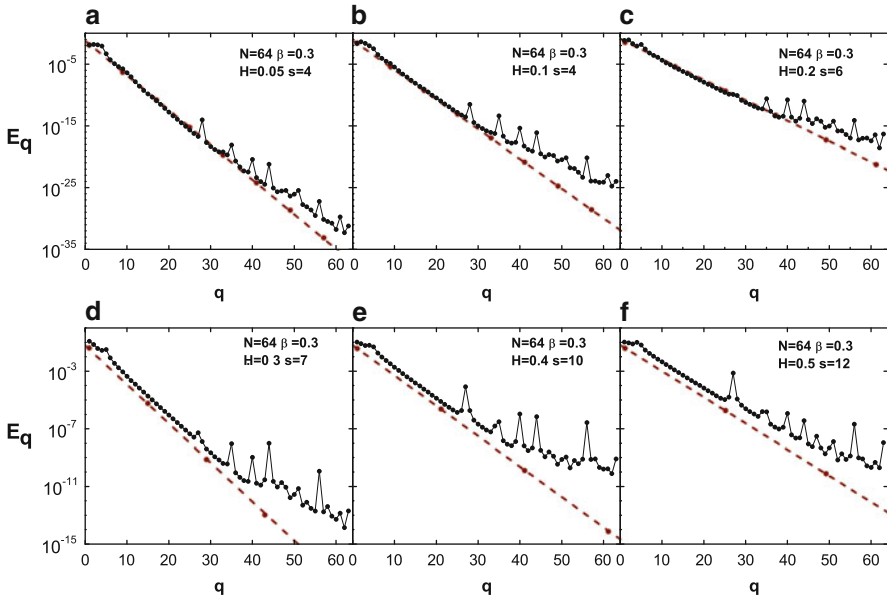 a
b
c
N=64 β=0.3
H=0.05 s=4
N=64 β=0.3
H=0.1 s=4
N=64 β=0.3
H=0.2 s=6
E_q
10^-5
10^-15
10^-25
10^-35
0 10 20 30 40 50 60
0 10 20 30 40 50 60
0 10 20 30 40 50 60
q
q
q
d
e
f
N=64 β=0.3
H=0 3 s=7
N=64 β=0.3
H=0.4 s=10
N=64 β=0.3
H=0.5 s=12
E_q
10^-3
10^-7
10^-11
10^-15
0 10 20 30 40 50 60
0 10 20 30 40 50 60
0 10 20 30 40 50 60
q
q
q